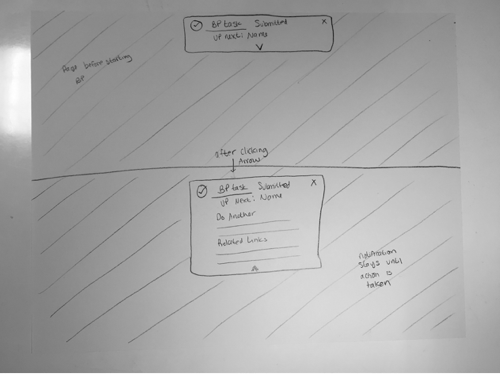 BP task Submitted X
Up Next: Name
Page before starting
BP
after clicking
Arrow
BP task Submitted X
Up Next: Name
Do Another
Related Links
notification
stays until
action is
taken